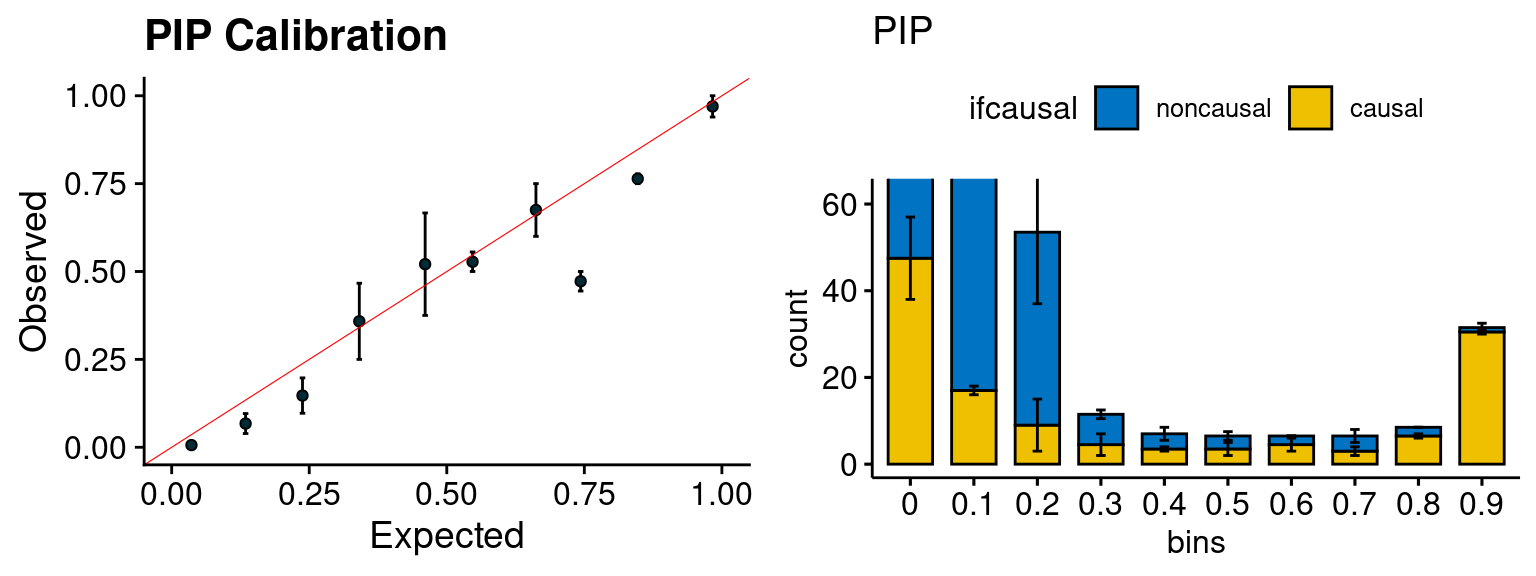 PIP Calibration
1.00
0.75
0.50
0.25
0.00
Observed
0.00 0.25 0.50 0.75 1.00
Expected
PIP
ifcausal noncausal causal
60
40
20
0
count
0 0.1 0.2 0.3 0.4 0.5 0.6 0.7 0.8 0.9
bins